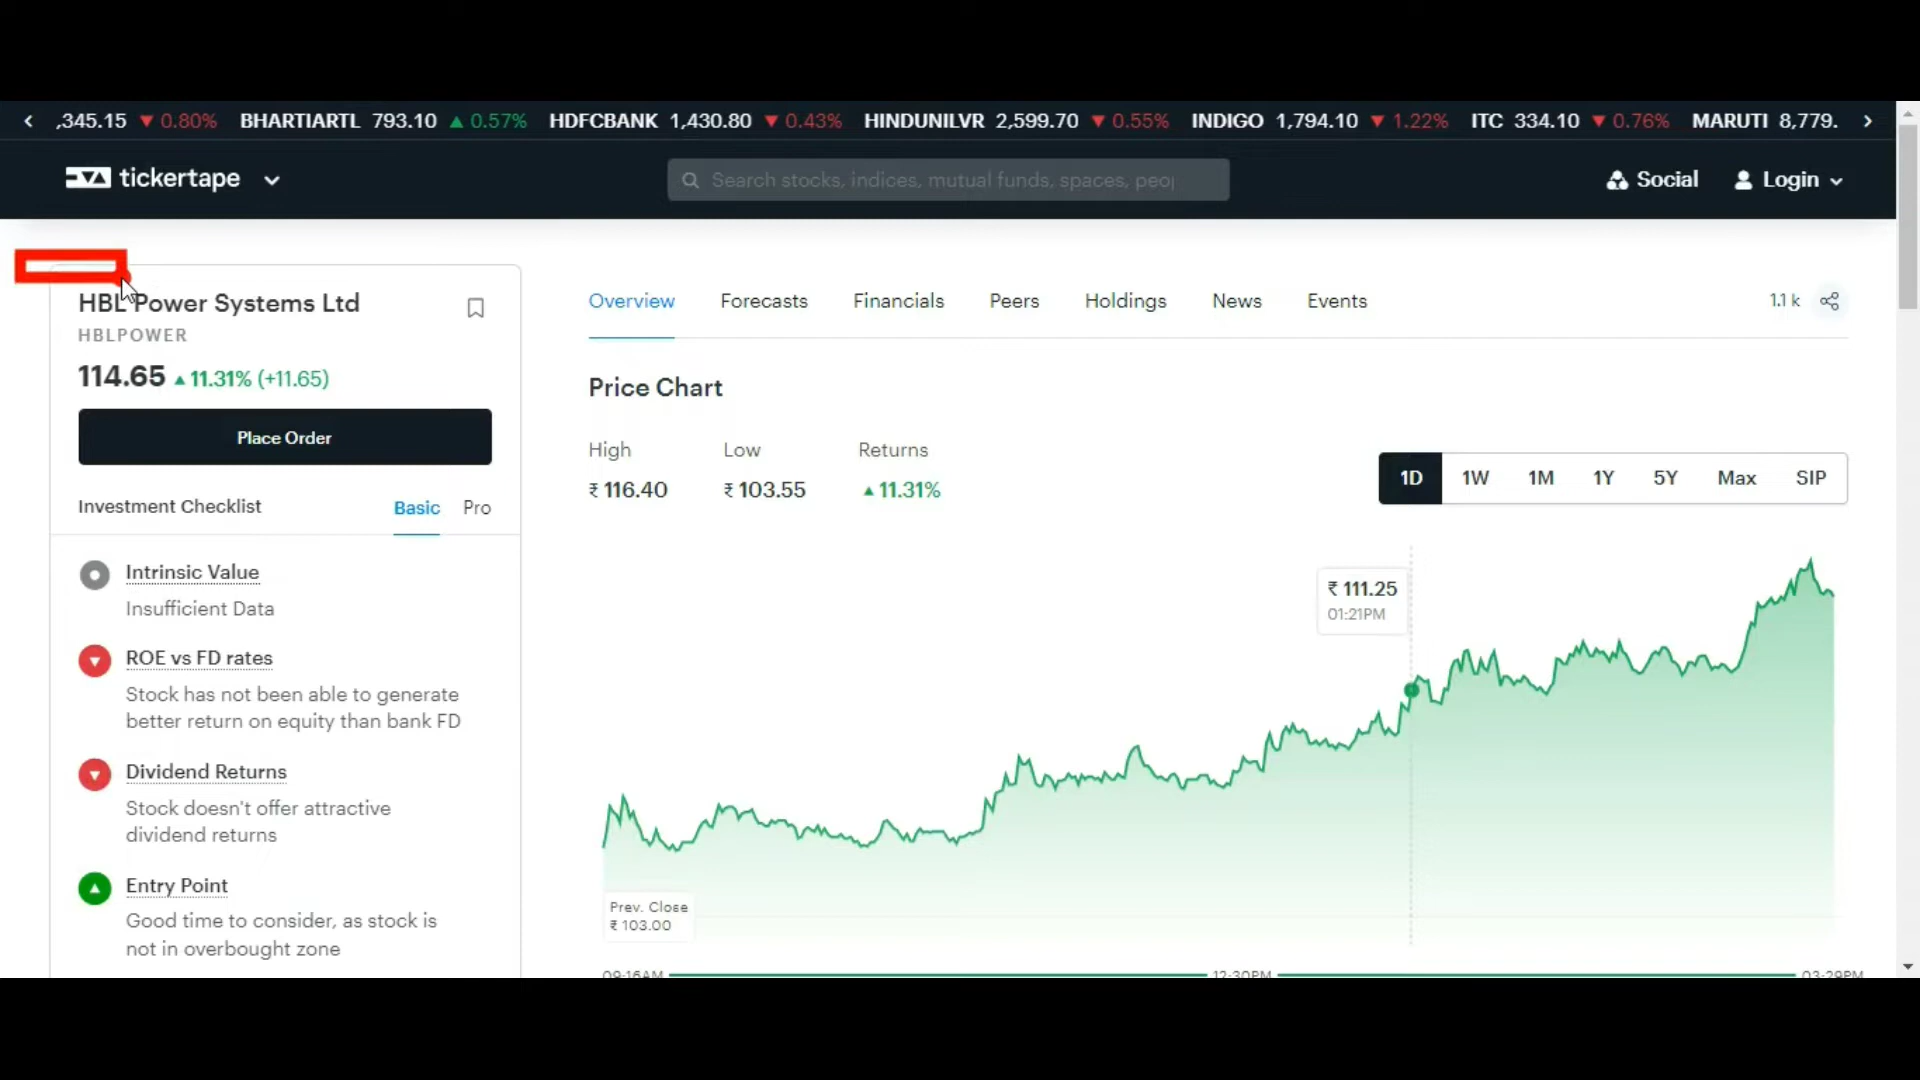 ,345.15 ▼ 0.80% BHARTIARTL 793.10 ▲ 0.57% HDFCBANK 1,430.80 ▼ 0.43% HINDUNILVR 2,599.70 ▼ 0.55% INDIGO 1,794.10 ▼ 1.22% ITC 334.10 ▼ 0.76% MARUTI 8,779.
tickertape
Search stocks, indices, mutual funds, spaces, peo
Social
Login
HBL Power Systems Ltd
HBLPOWER
114.65 ▲ 11.31% (+11.65)
Place Order
Investment Checklist Basic Pro
Intrinsic Value
Insufficient Data
ROE vs FD rates
Stock has not been able to generate
better return on equity than bank FD
Dividend Returns
Stock doesn't offer attractive
dividend returns
Entry Point
Good time to consider, as stock is
not in overbought zone
Overview Forecasts Financials Peers Holdings News Events
1.1 k
Price Chart
High Low Returns
₹ 116.40 ₹ 103.55 ▲ 11.31%
1D 1W 1M 1Y 5Y Max SIP
₹ 111.25
01:21PM
Prev. Close
₹ 103.00
09:16AM 12:30PM 03:29PM